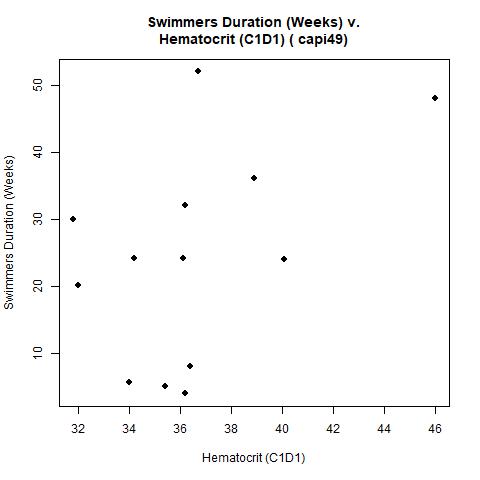 Swimmers Duration (Weeks) v.
Hematocrit (C1D1) ( capi49)
Swimmers Duration (Weeks)
50
40
30
20
10
32 34 36 38 40 42 44 46
Hematocrit (C1D1)